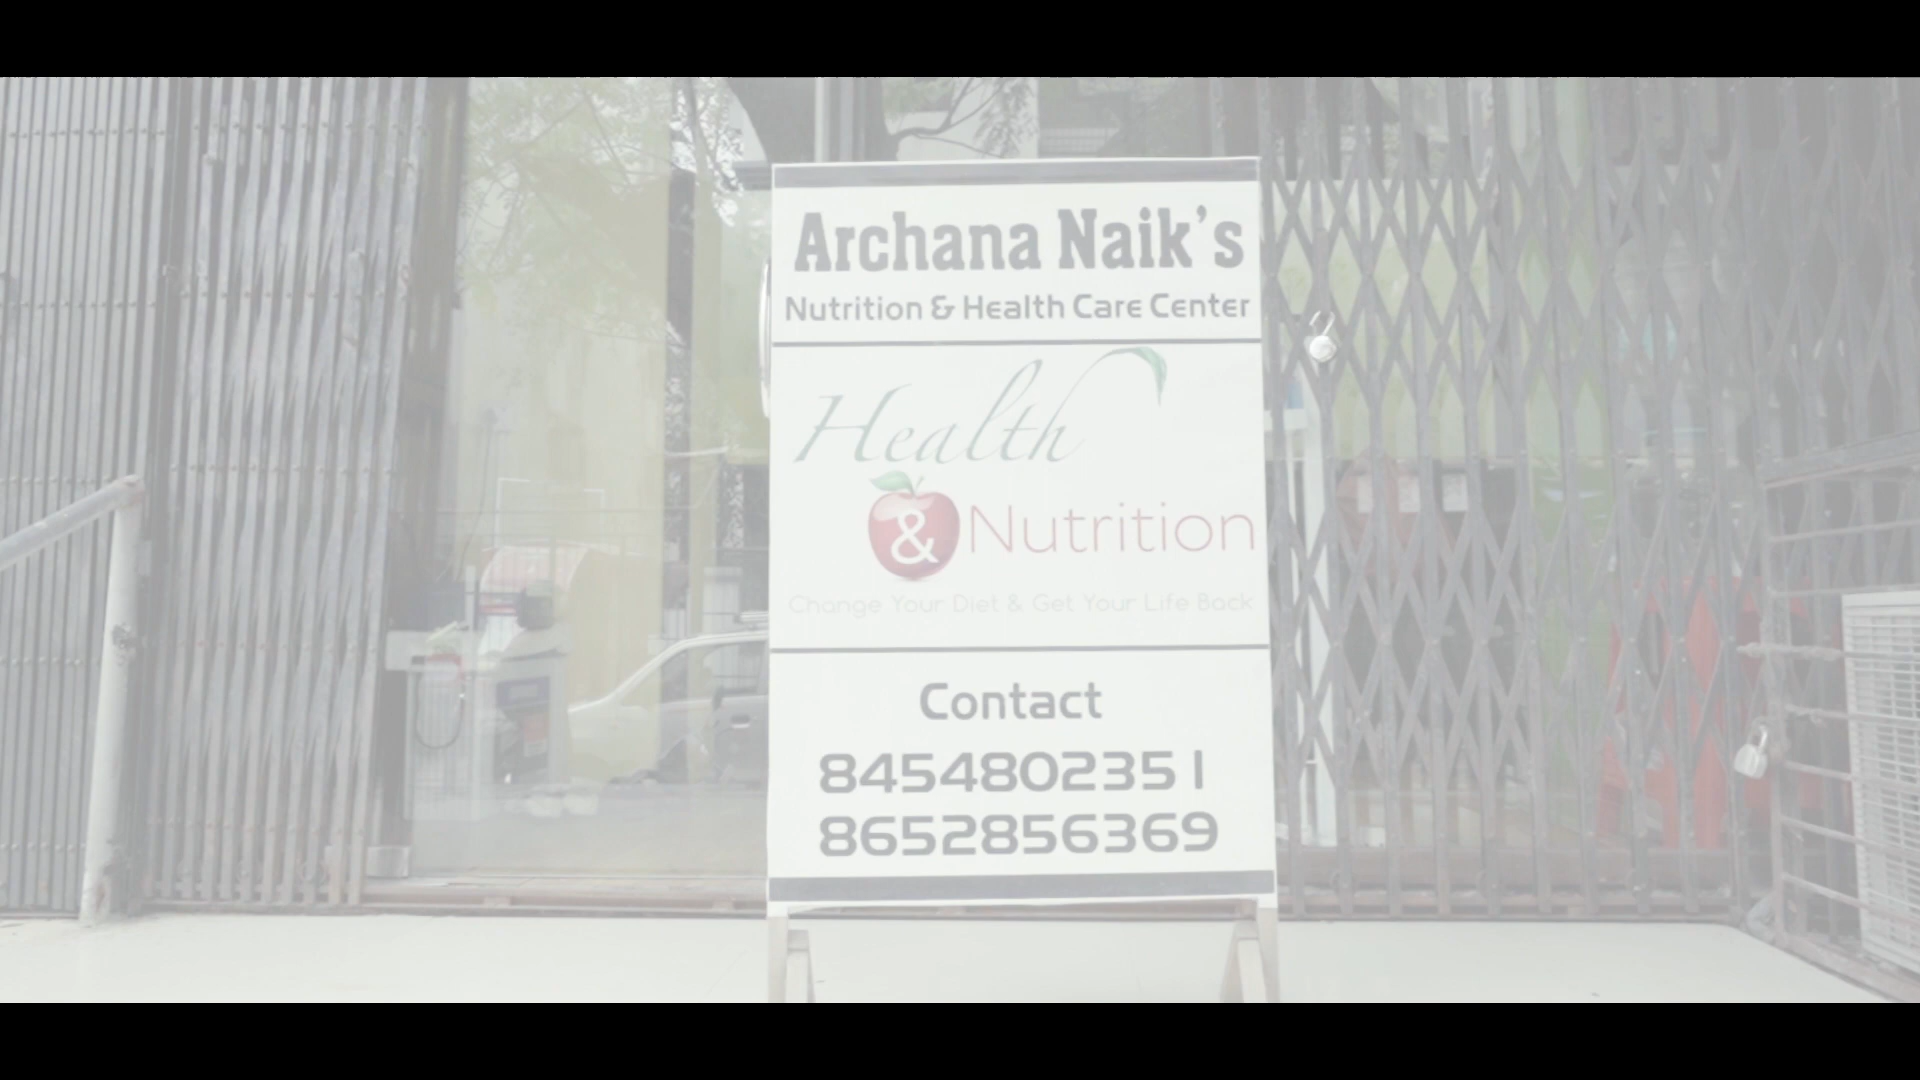 Archana Naik's
Nutrition & Health Care Center
Health
& Nutrition
Change Your Diet & Get Your Life Back
Contact
8454802351
8652856369